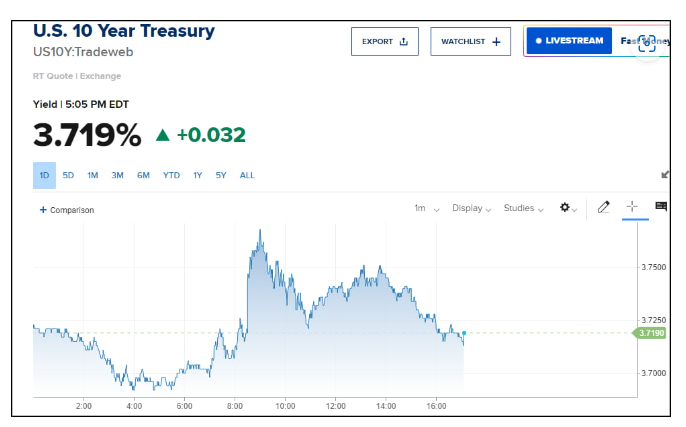 U.S. 10 Year Treasury
US10Y:Tradeweb
EXPORT
WATCHLIST +
LIVESTREAM
Fast Money
RT Quote | Exchange
Yield | 5:05 PM EDT
3.719% ▲ +0.032
1D 5D 1M 3M 6M YTD 1Y 5Y ALL
+ Comparison
1m Display Studies
3.7500
3.7250
3.7190
3.7000
2:00 4:00 6:00 8:00 10:00 12:00 14:00 16:00